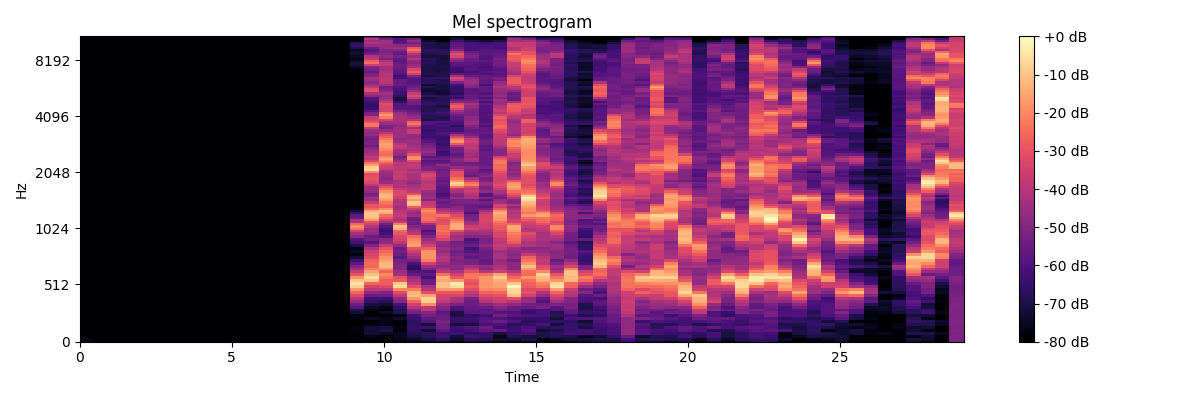 Mel spectrogram
Hz
8192
4096
2048
1024
512
0
0 5 10 15 20 25
Time
+0 dB
-10 dB
-20 dB
-30 dB
-40 dB
-50 dB
-60 dB
-70 dB
-80 dB